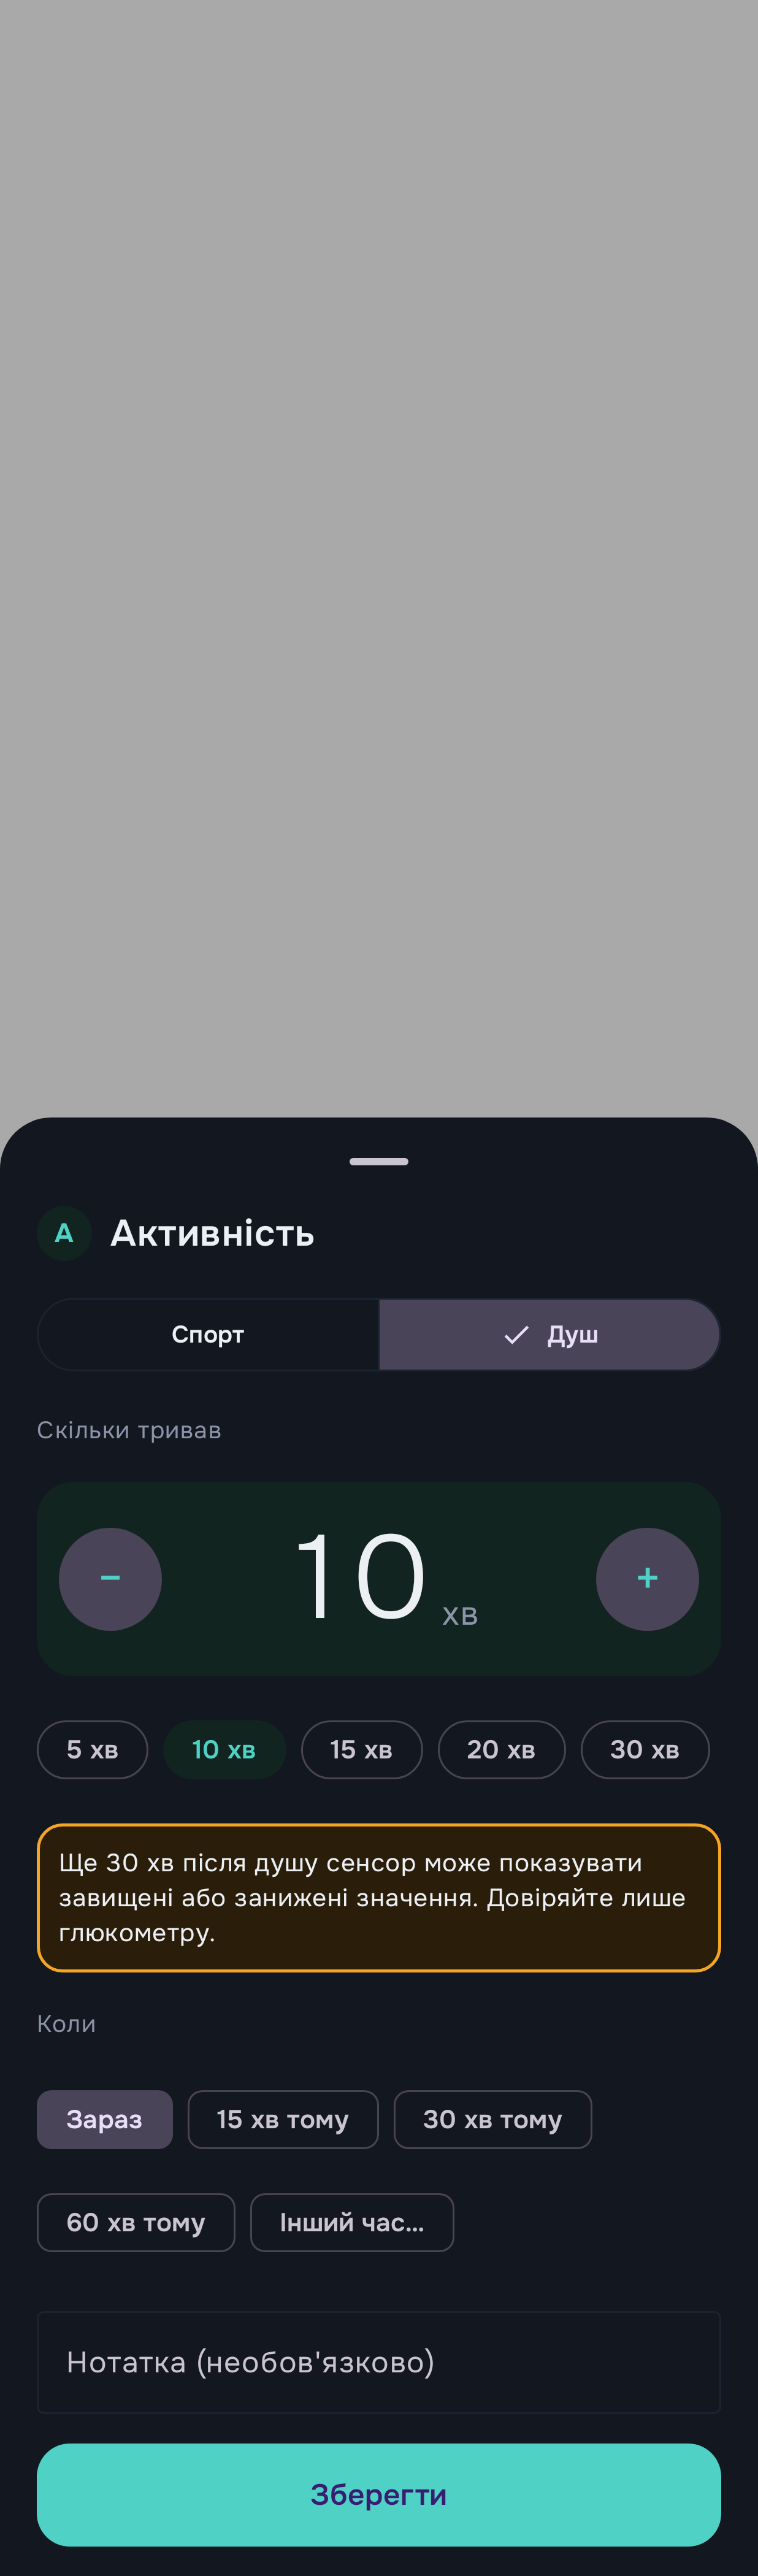 А Активність
Спорт Душ
Скільки тривав
− 10 хв +
5 хв 10 хв 15 хв 20 хв 30 хв
Ще 30 хв після душу сенсор може показувати
завищені або занижені значення. Довіряйте лише
глюкометру.
Коли
Зараз 15 хв тому 30 хв тому
60 хв тому Інший час...
Нотатка (необов'язково)
Зберегти